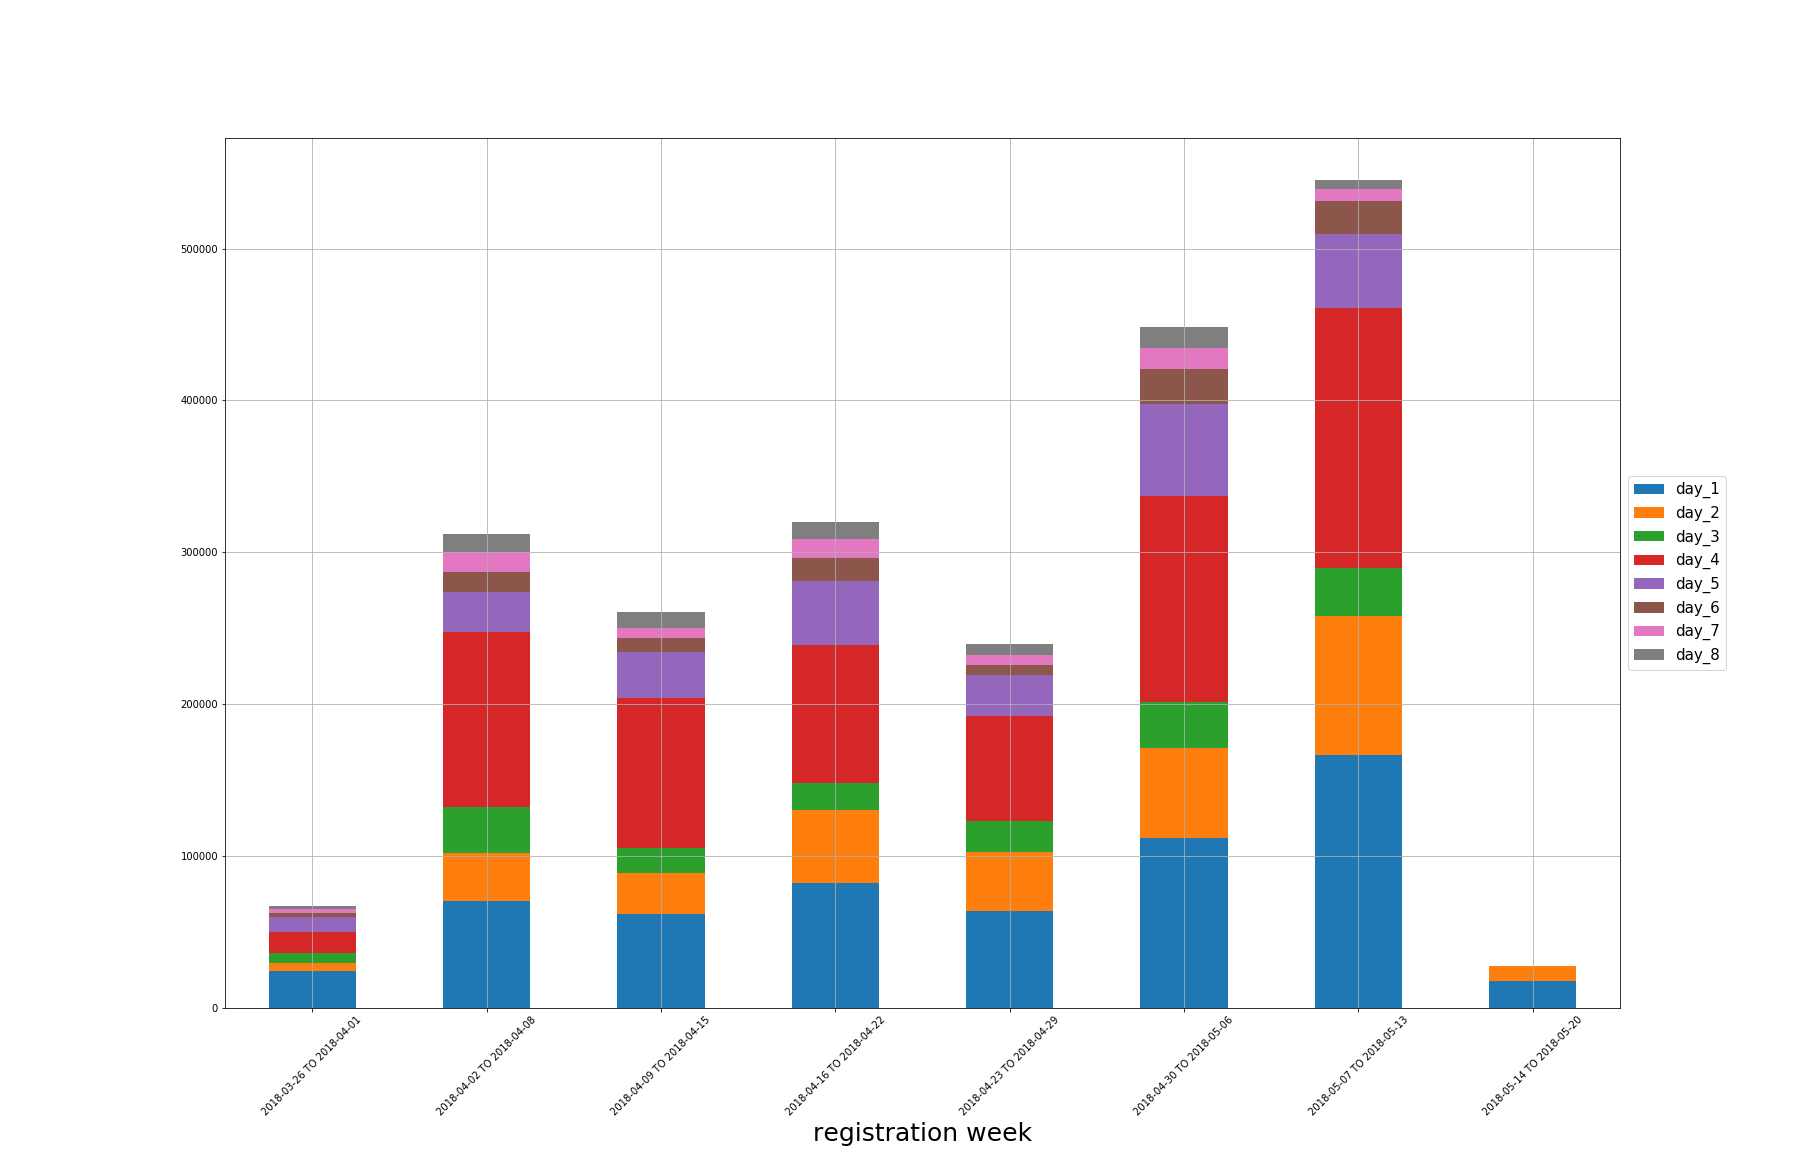 500000
400000
300000
200000
100000
0
day_1
day_2
day_3
day_4
day_5
day_6
day_7
day_8
2018-03-26 TO 2018-04-01
2018-04-02 TO 2018-04-08
2018-04-09 TO 2018-04-15
2018-04-16 TO 2018-04-22
2018-04-23 TO 2018-04-29
2018-04-30 TO 2018-05-06
2018-05-07 TO 2018-05-13
2018-05-14 TO 2018-05-20
registration week